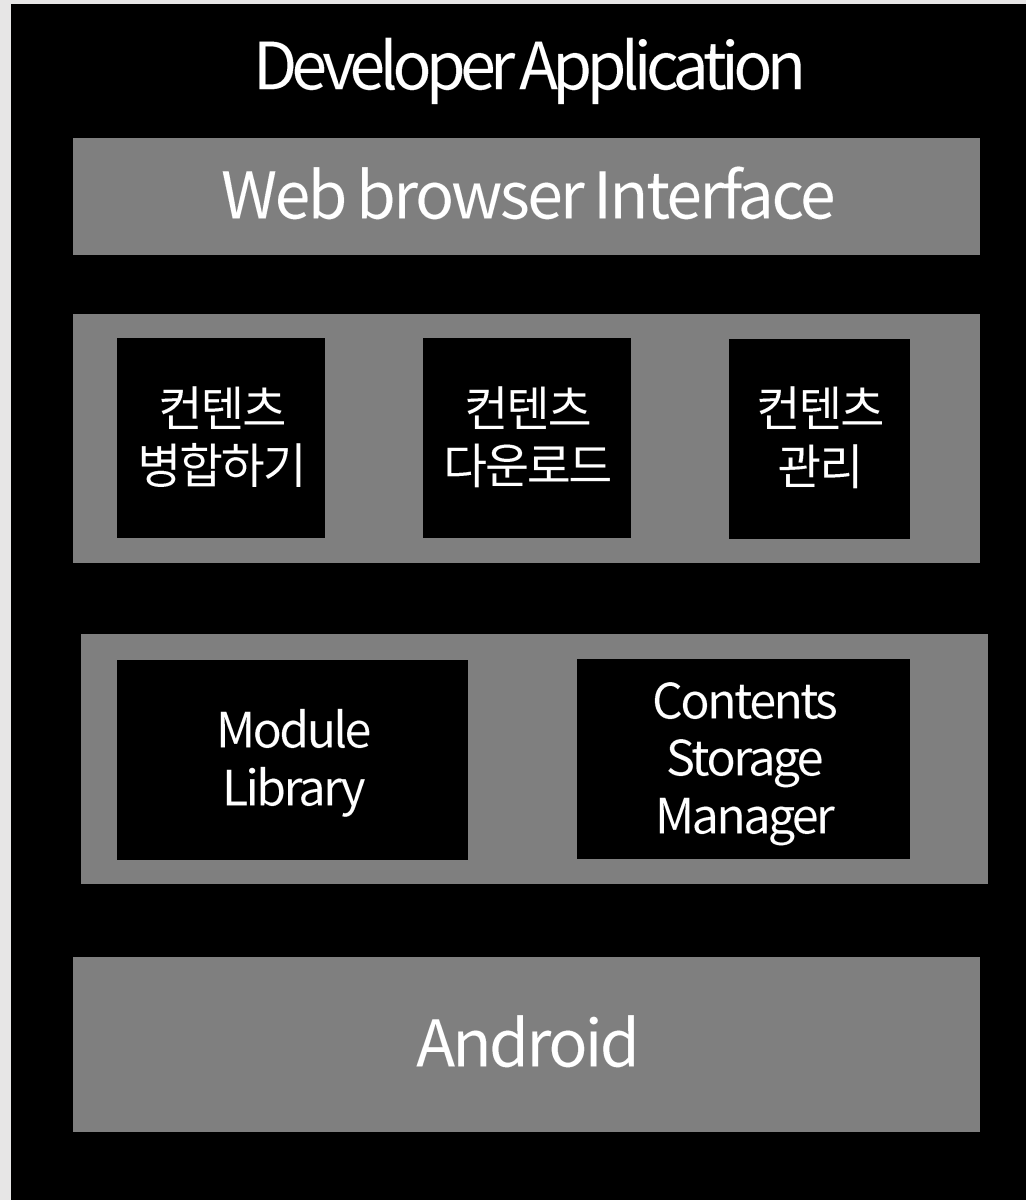 Developer Application
Web browser Interface
컨텐츠
병합하기
컨텐츠
다운로드
컨텐츠
관리
Module
Library
Contents
Storage
Manager
Android